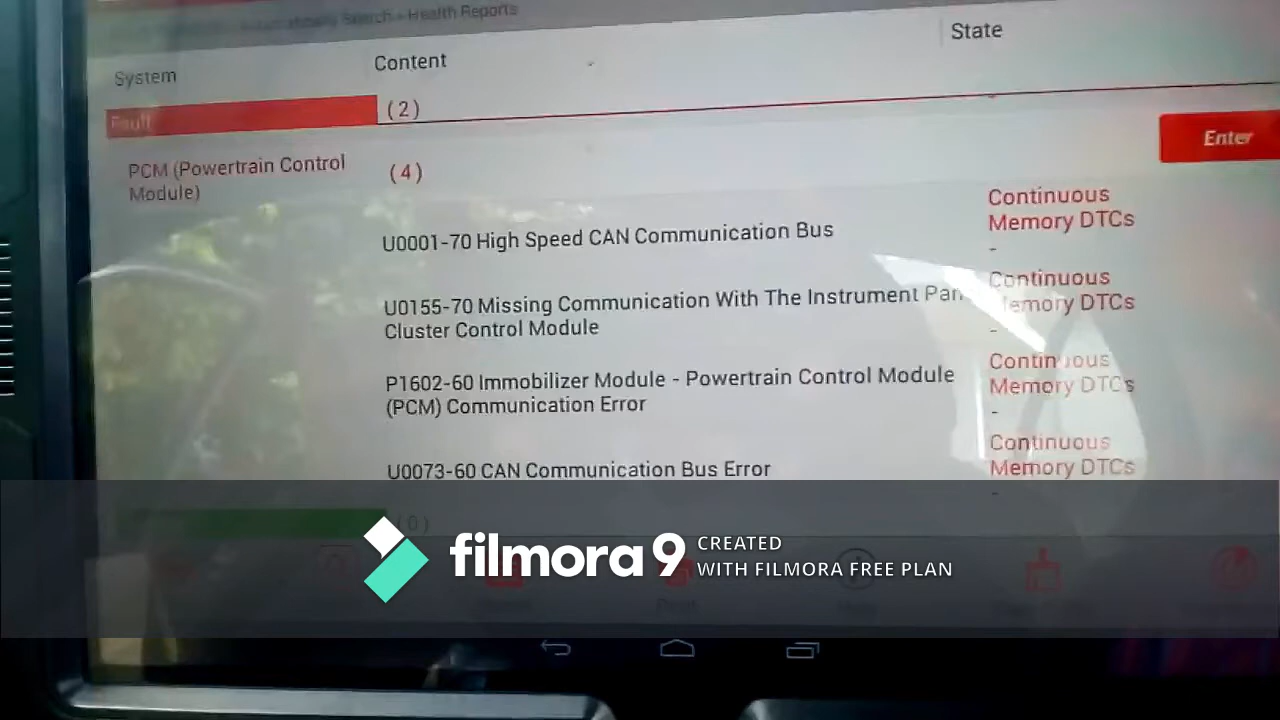 Search > Health Reports
System Content State
Fault (2)
PCM (Powertrain Control
Module)
(4)
Enter
U0001-70 High Speed CAN Communication Bus
Continuous
Memory DTCs
-
U0155-70 Missing Communication With The Instrument Pan
Cluster Control Module
Continuous
Memory DTCs
-
P1602-60 Immobilizer Module - Powertrain Control Module
(PCM) Communication Error
Continuous
Memory DTCs
-
U0073-60 CAN Communication Bus Error
Continuous
Memory DTCs
-
(0)
filmora 9
CREATED
WITH FILMORA FREE PLAN